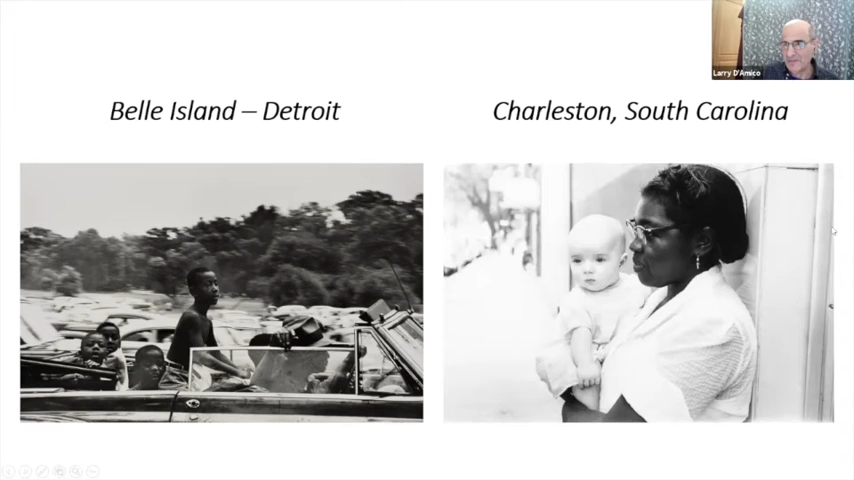 Larry D'Amico
Belle Island – Detroit
Charleston, South Carolina